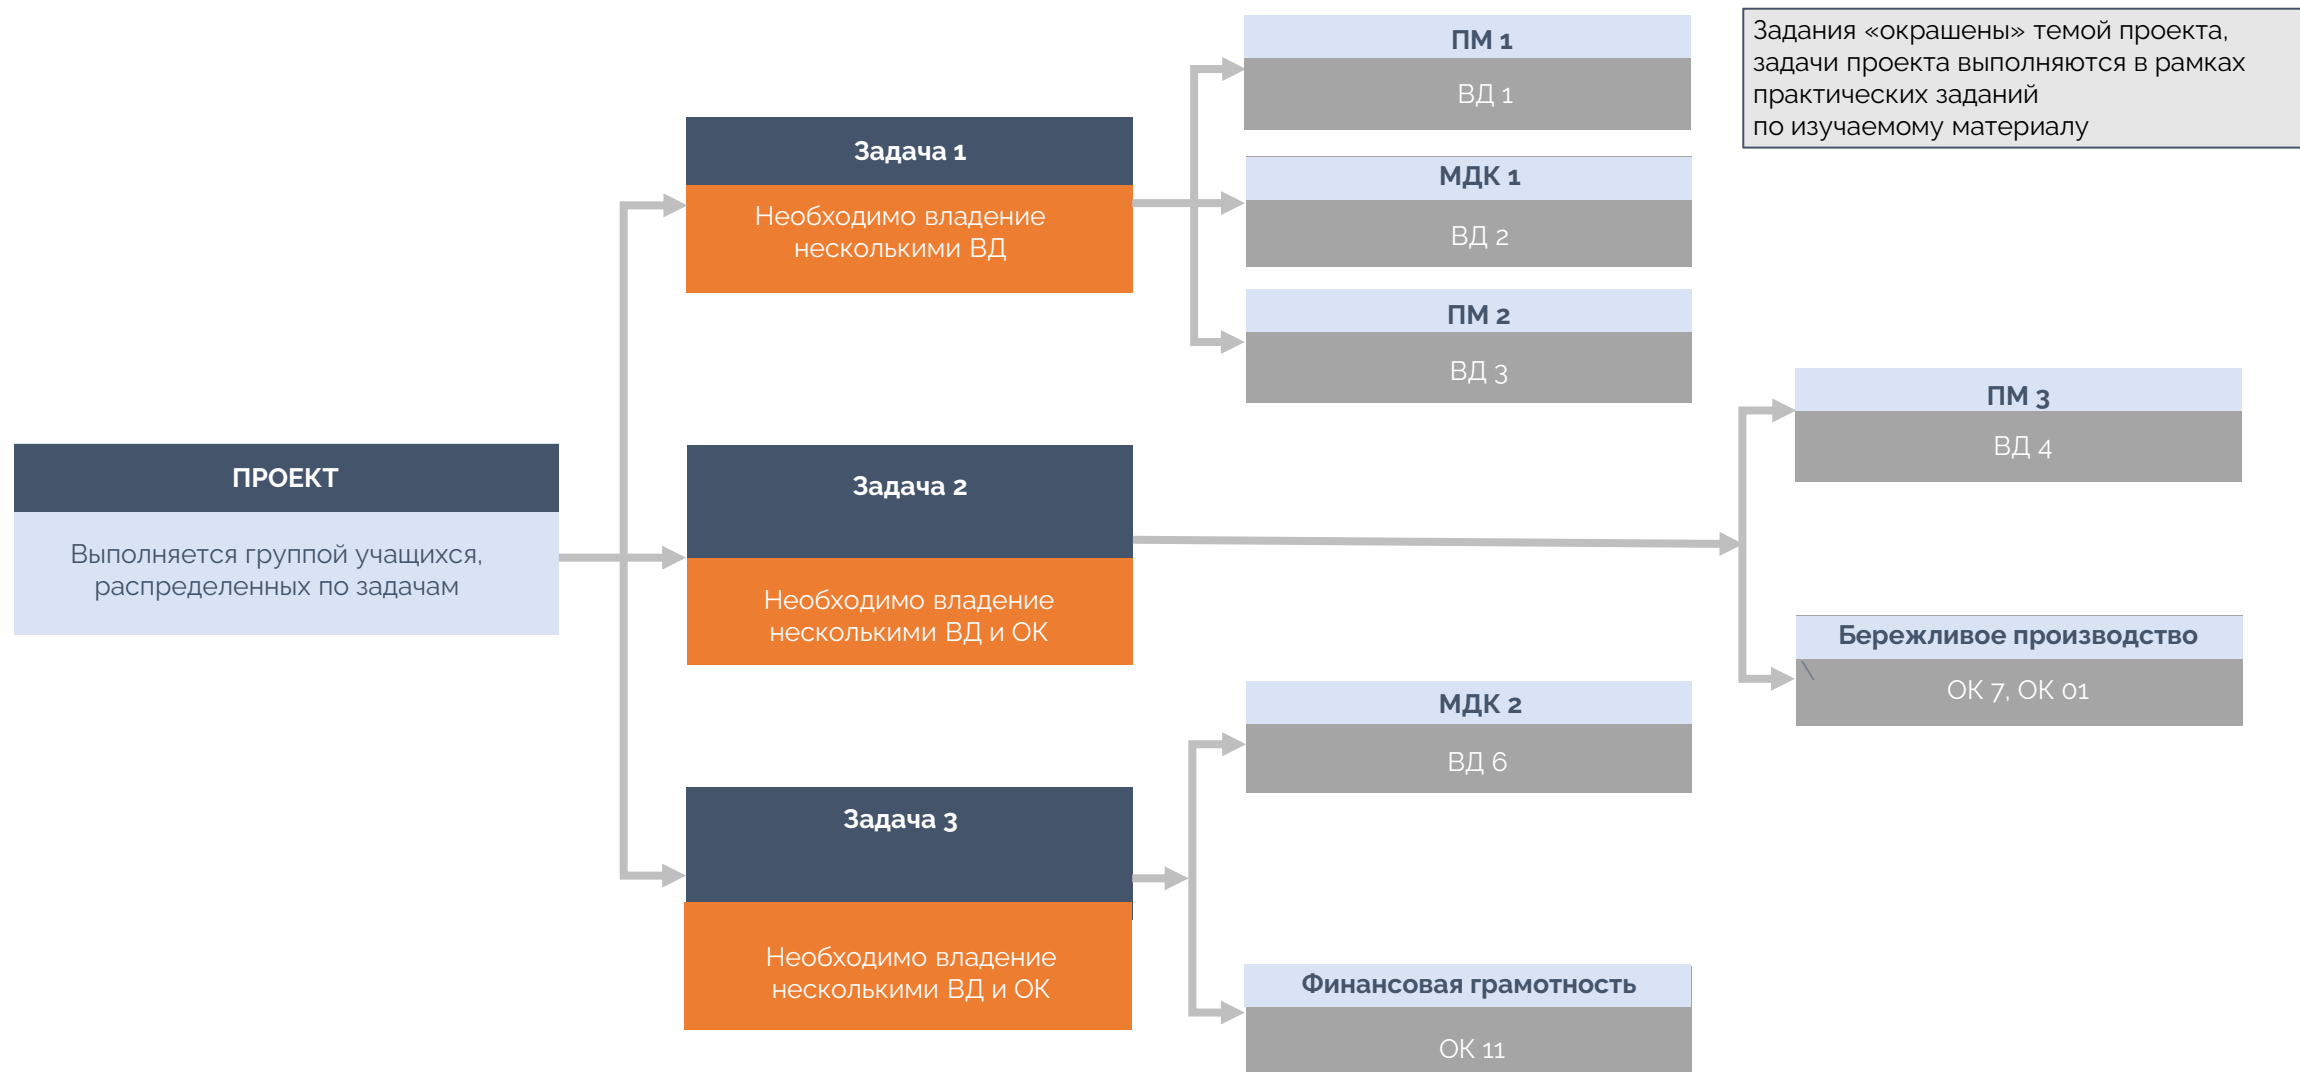 ПРОЕКТ
Выполняется группой учащихся,
распределенных по задачам
Задача 1
Необходимо владение
несколькими ВД
ПМ 1
ВД 1
МДК 1
ВД 2
ПМ 2
ВД 3
Задания «окрашены» темой проекта,
задачи проекта выполняются в рамках
практических заданий
по изучаемому материалу
Задача 2
Необходимо владение
несколькими ВД и ОК
ПМ 3
ВД 4
Бережливое производство
ОК 7, ОК 01
Задача 3
Необходимо владение
несколькими ВД и ОК
МДК 2
ВД 6
Финансовая грамотность
ОК 11